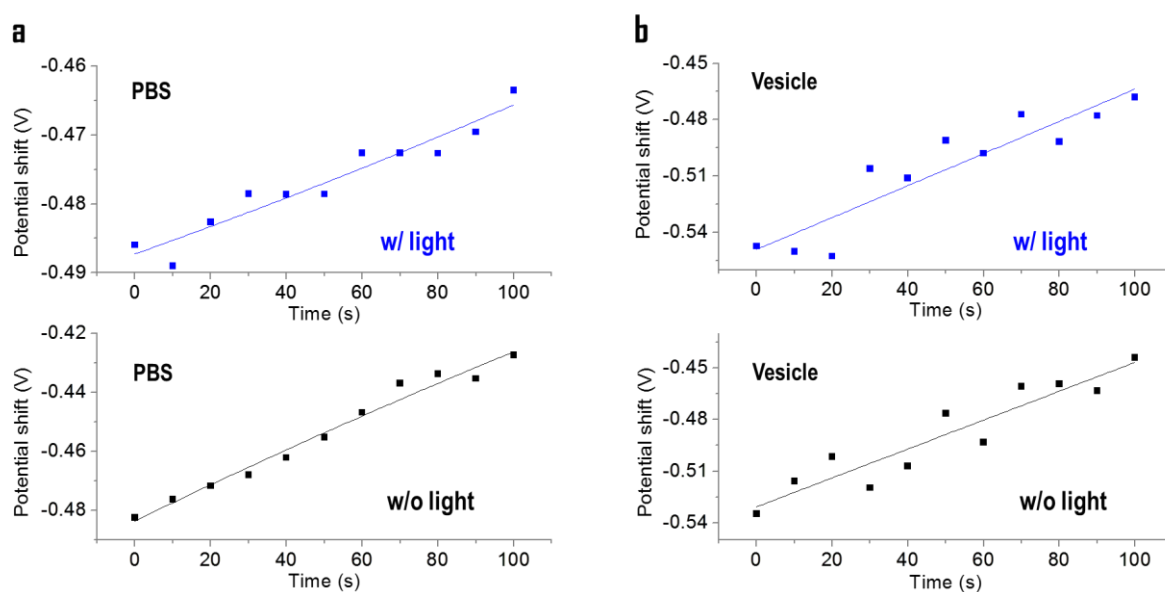 a
-0.46
-0.47
-0.48
-0.49
Potential shift (V)
PBS
w/ light
0 20 40 60 80 100
Time (s)
-0.42
-0.44
-0.46
-0.48
Potential shift (V)
PBS
w/o light
0 20 40 60 80 100
Time (s)
b
-0.45
-0.48
-0.51
-0.54
Potential shift (V)
Vesicle
w/ light
0 20 40 60 80 100
Time (s)
-0.45
-0.48
-0.51
-0.54
Potential shift (V)
Vesicle
w/o light
0 20 40 60 80 100
Time (s)